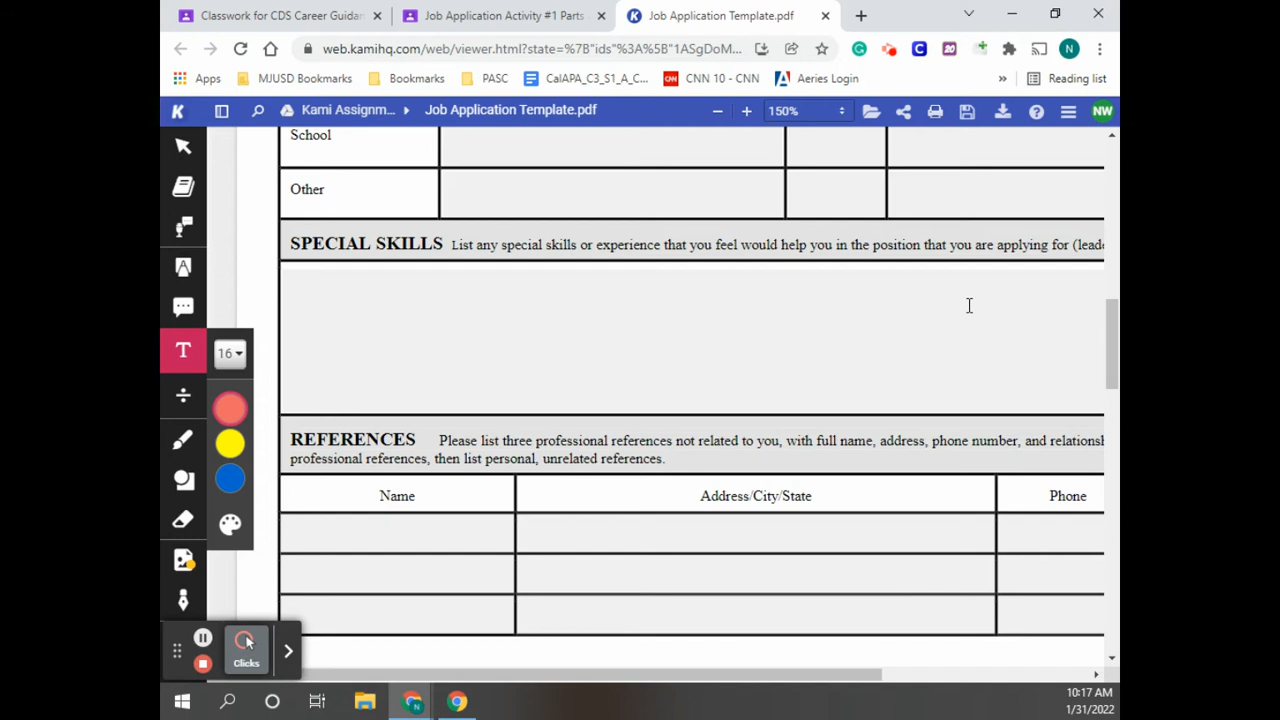 Classwork for CDS Career Guidan
Job Application Activity #1 Parts
Job Application Template.pdf
web.kamihq.com/web/viewer.html?state=%7B"ids"%3A%5B"1ASgDoM...
N
Apps
MJUSD Bookmarks
Bookmarks
PASC
CalAPA_C3_S1_A_C...
CNN 10 - CNN
Aeries Login
»
Reading list
K
Kami Assignm...
Job Application Template.pdf
150%
NW
School
Other
SPECIAL SKILLS List any special skills or experience that you feel would help you in the position that you are applying for (leade
T
16
REFERENCES Please list three professional references not related to you, with full name, address, phone number, and relationsh
professional references, then list personal, unrelated references.
Name
Address/City/State
Phone
Clicks
10:17 AM
1/31/2022